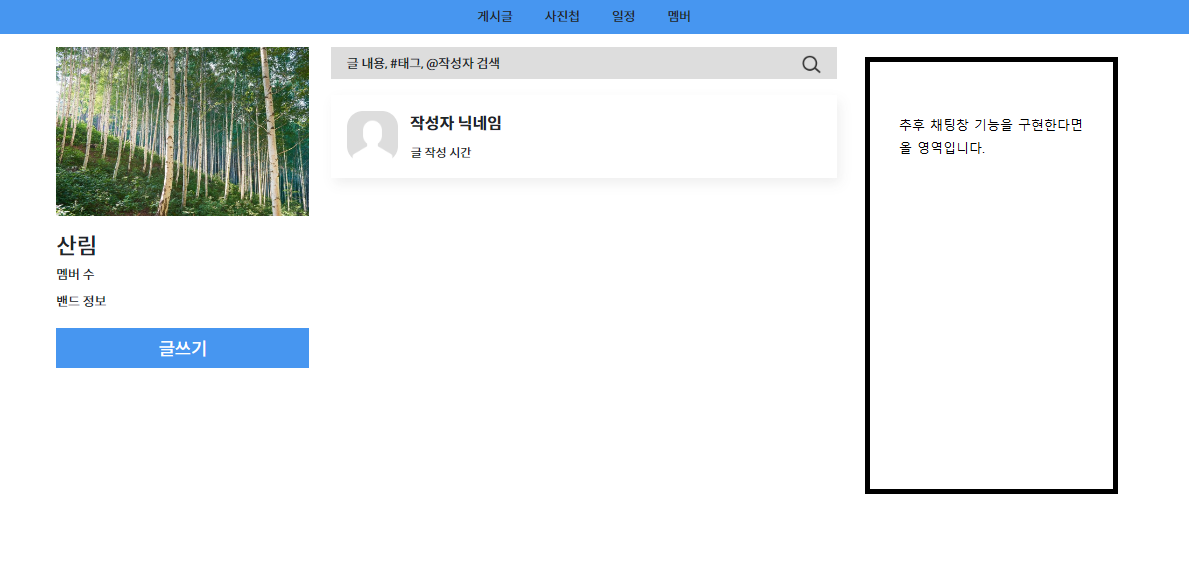 게시글 사진첩 일정 멤버
산림
멤버 수
밴드 정보
글쓰기
글 내용, #태그, @작성자 검색
작성자 닉네임
글 작성 시간
추후 채팅창 기능을 구현한다면
올 영역입니다.